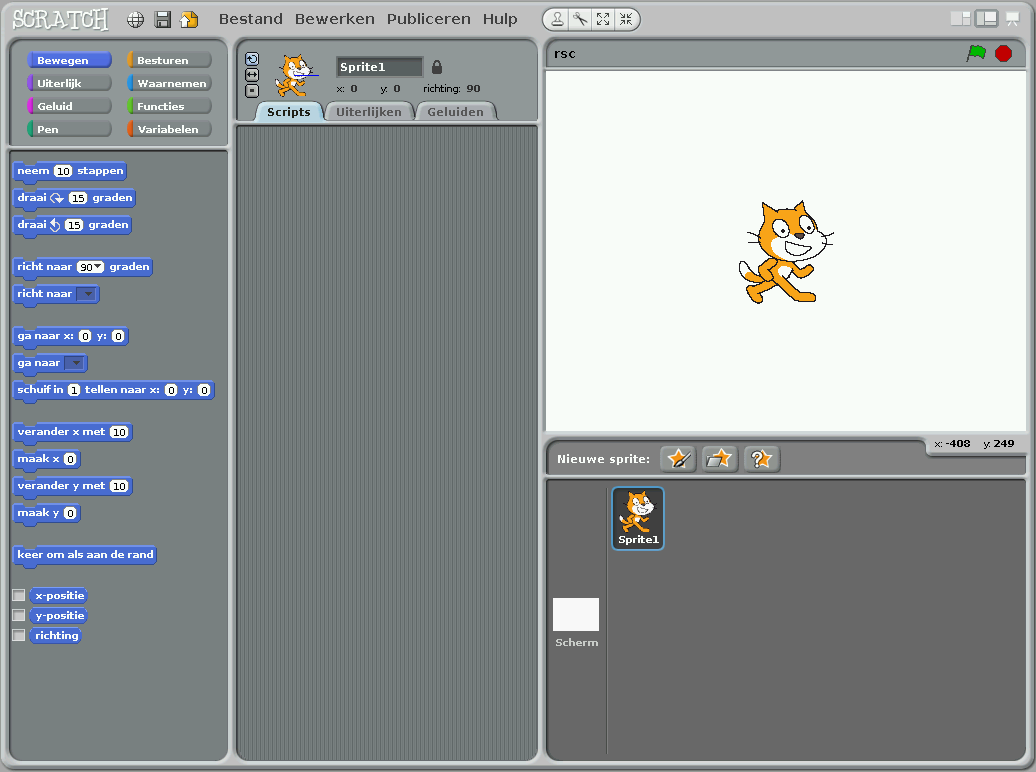 SCRATCH Bestand Bewerken Publiceren Hulp
Bewegen Besturen
Uiterlijk Waarnemen
Geluid Functies
Pen Variabelen
neem 10 stappen
draai 15 graden
draai 15 graden
richt naar 90 graden
richt naar
ga naar x: 0 y: 0
ga naar
schuif in 1 tellen naar x: 0 y: 0
verander x met 10
maak x 0
verander y met 10
maak y 0
keer om als aan de rand
x-positie
y-positie
richting
Sprite1
x: 0 y: 0 richting: 90
Scripts Uiterlijken Geluiden
rsc
x: -408 y: 249
Nieuwe sprite:
Sprite1
Scherm